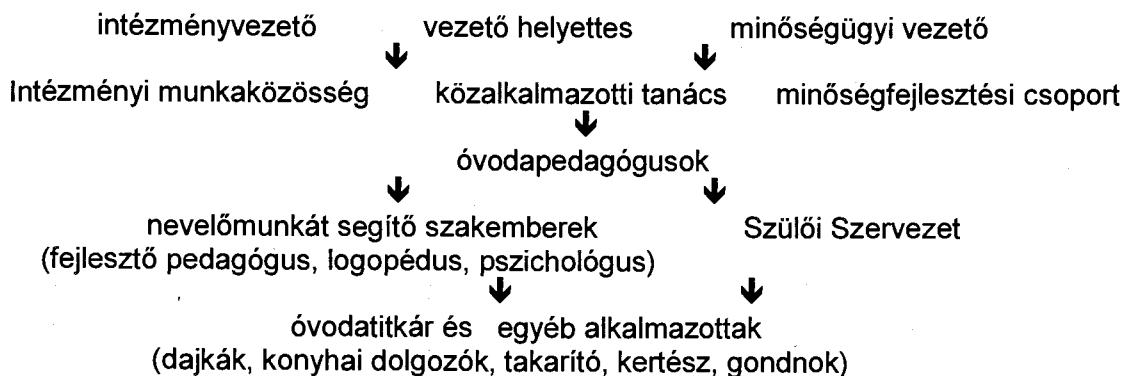 intézményvezető vezető helyettes minőségügyi vezető
Intézményi munkaközösség közalkalmazotti tanács minőségfejlesztési csoport
óvodapedagógusok
nevelőmunkát segítő szakemberek Szülői Szervezet
(fejlesztő pedagógus, logopédus, pszichológus)
óvodatitkár és egyéb alkalmazottak
(dajkák, konyhai dolgozók, takarító, kertész, gondnok)